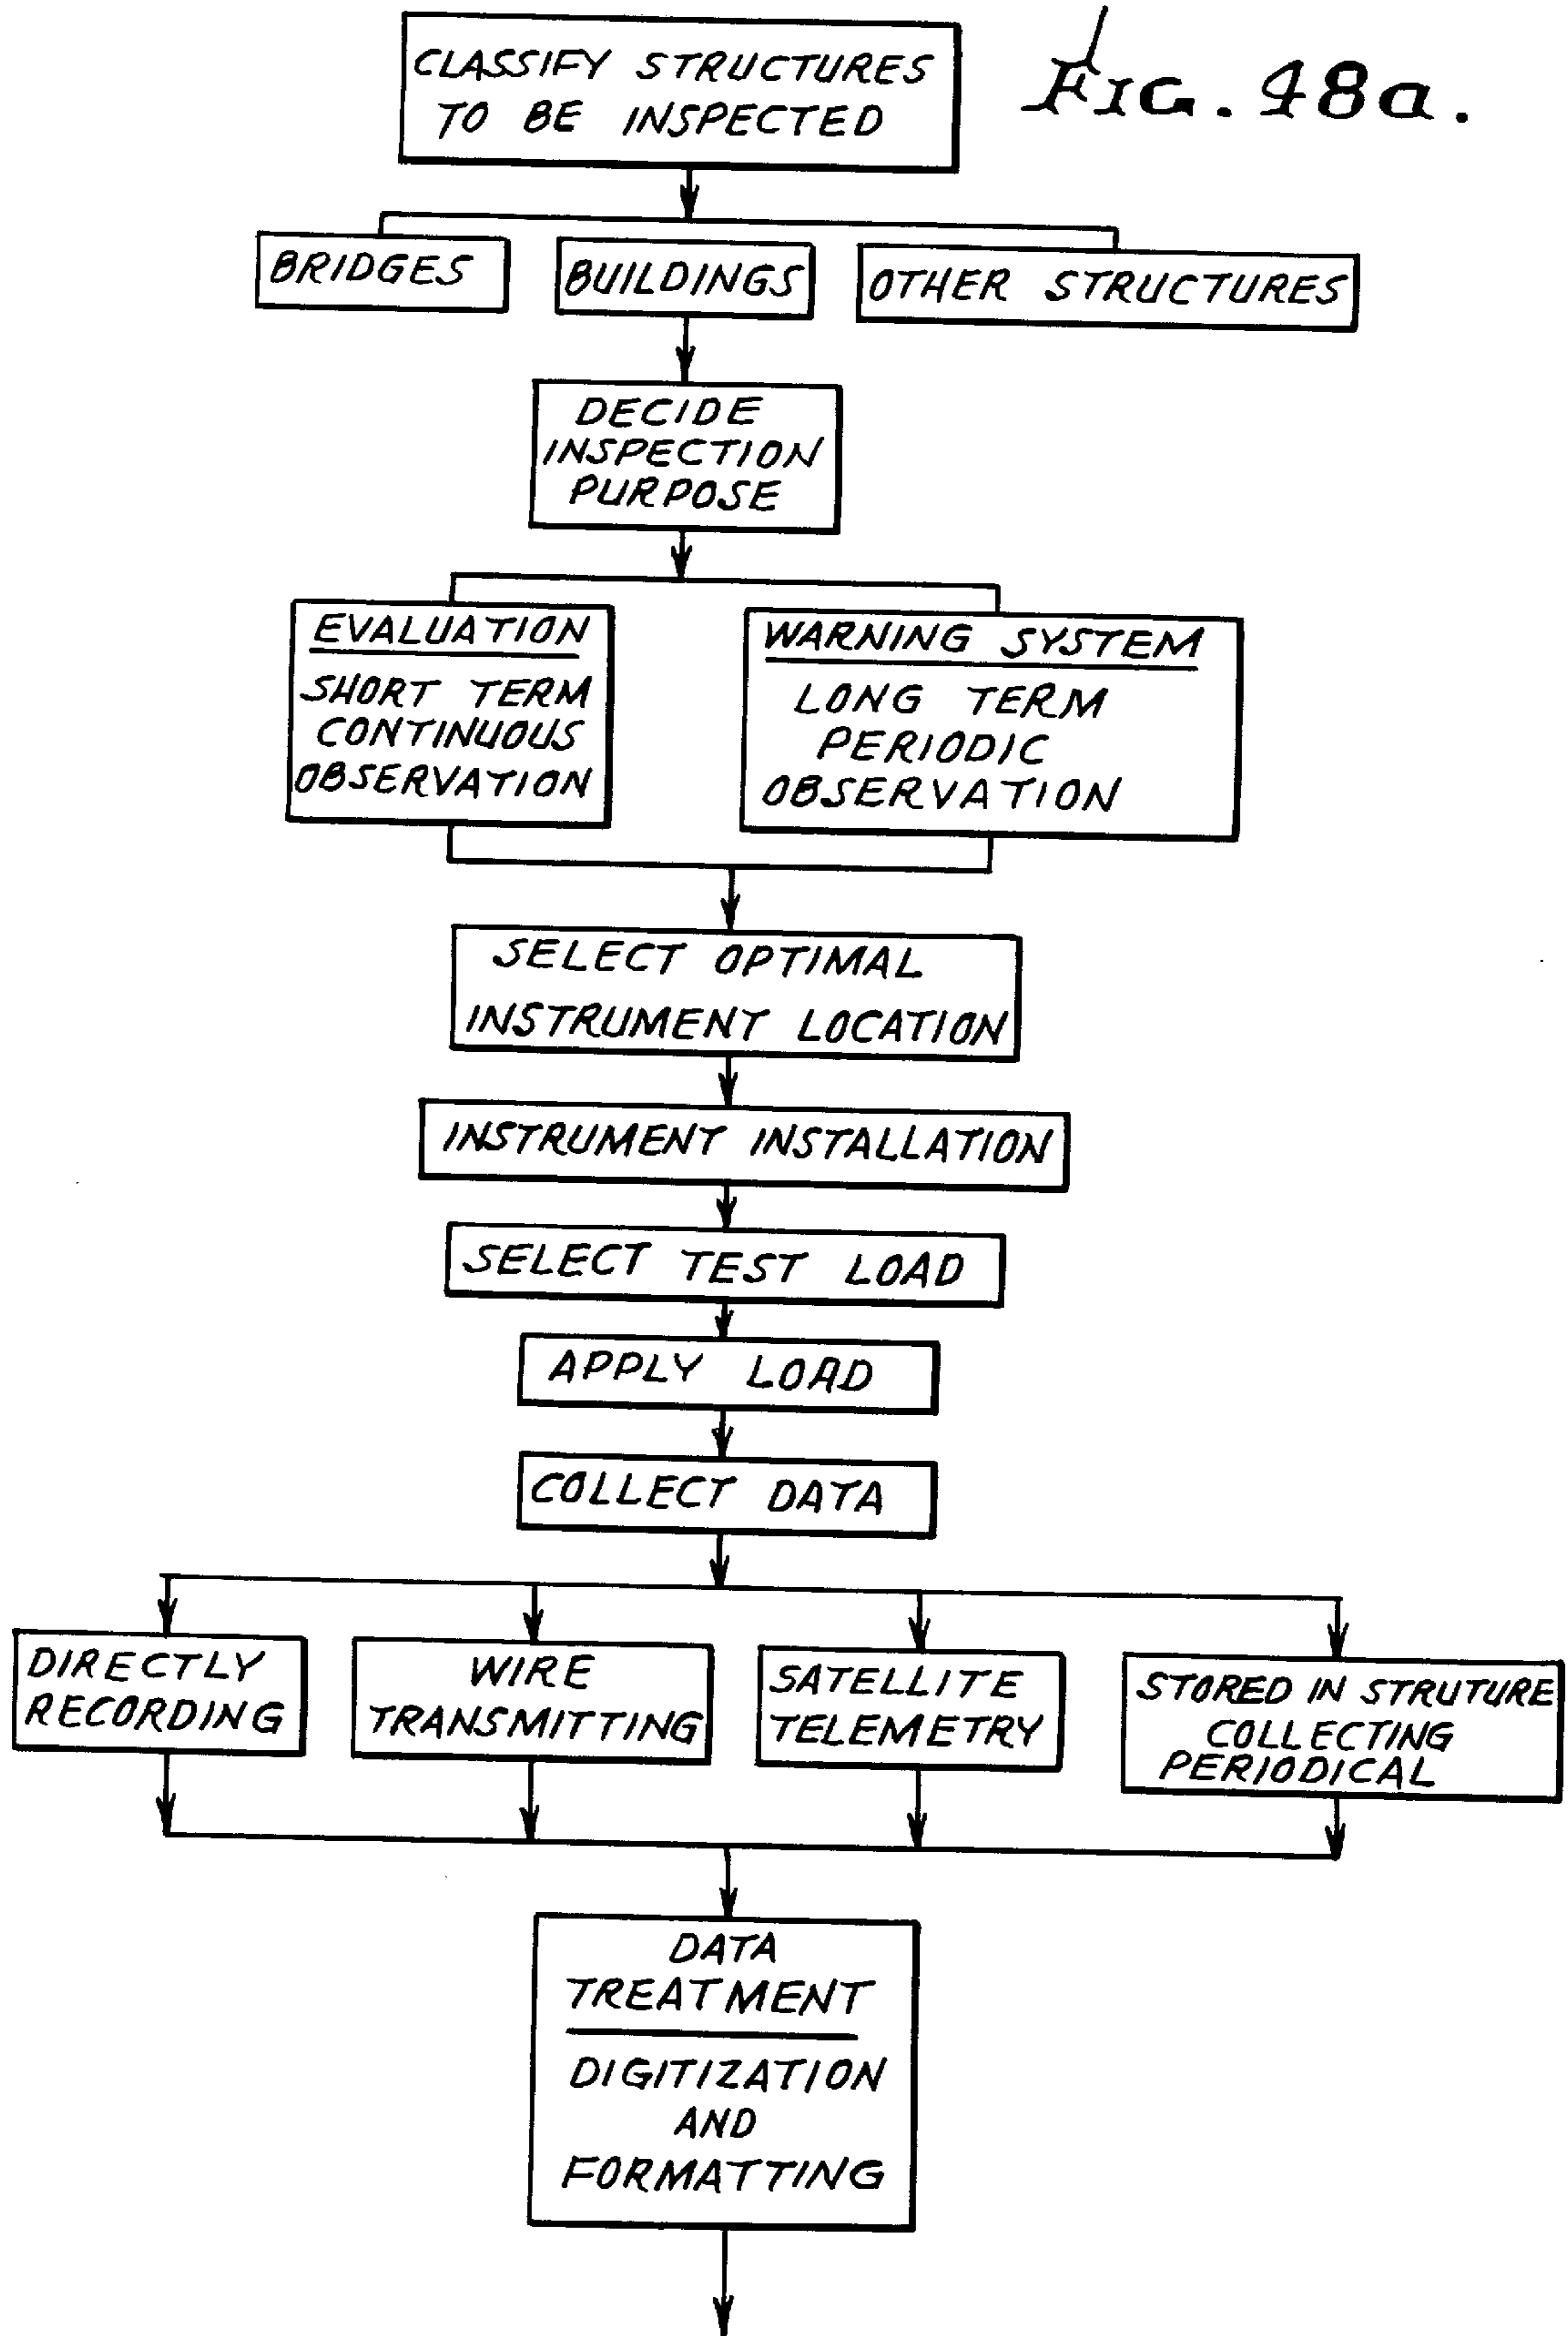 CLASSIFY STRUCTURES
TO BE INSPECTED
FIG. 48a.
BRIDGES
BUILDINGS
OTHER STRUCTURES
DECIDE
INSPECTION
PURPOSE
EVALUATION
SHORT TERM
CONTINUOUS
OBSERVATION
WARNING SYSTEM
LONG TERM
PERIODIC
OBSERVATION
SELECT OPTIMAL
INSTRUMENT LOCATION
INSTRUMENT INSTALLATION
SELECT TEST LOAD
APPLY LOAD
COLLECT DATA
DIRECTLY
RECORDING
WIRE
TRANSMITTING
SATELLITE
TELEMETRY
STORED IN STRUTURE
COLLECTING
PERIODICAL
DATA
TREATMENT
DIGITIZATION
AND
FORMATTING